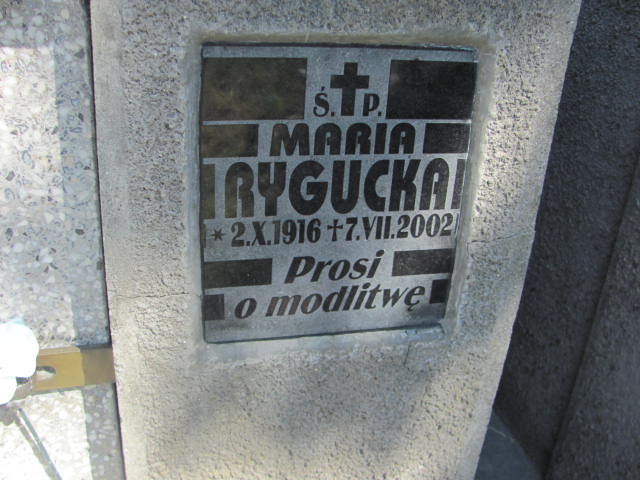 Ś. P.
MARIA
RYGUCKA
* 2.X.1916 ✝ 7.VII.2002
Prosi
o modlitwę